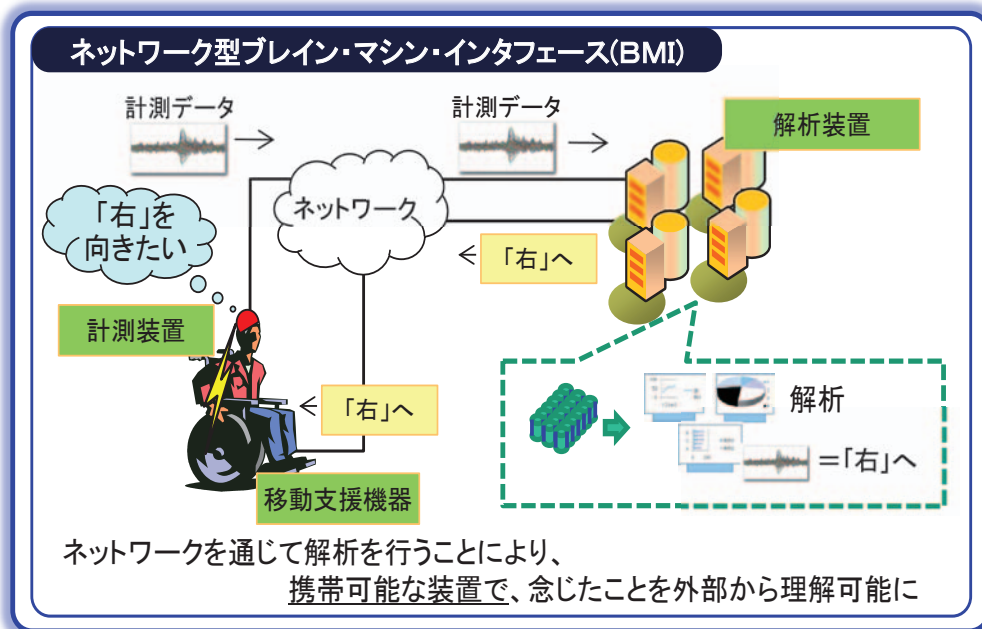 ネットワーク型ブレイン・マシン・インタフェース(BMI)
計測データ
計測データ
解析装置
ネットワーク
「右」を
向きたい
「右」へ
計測装置
「右」へ
解析
＝「右」へ
移動支援機器
ネットワークを通じて解析を行うことにより、
携帯可能な装置で、念じたことを外部から理解可能に